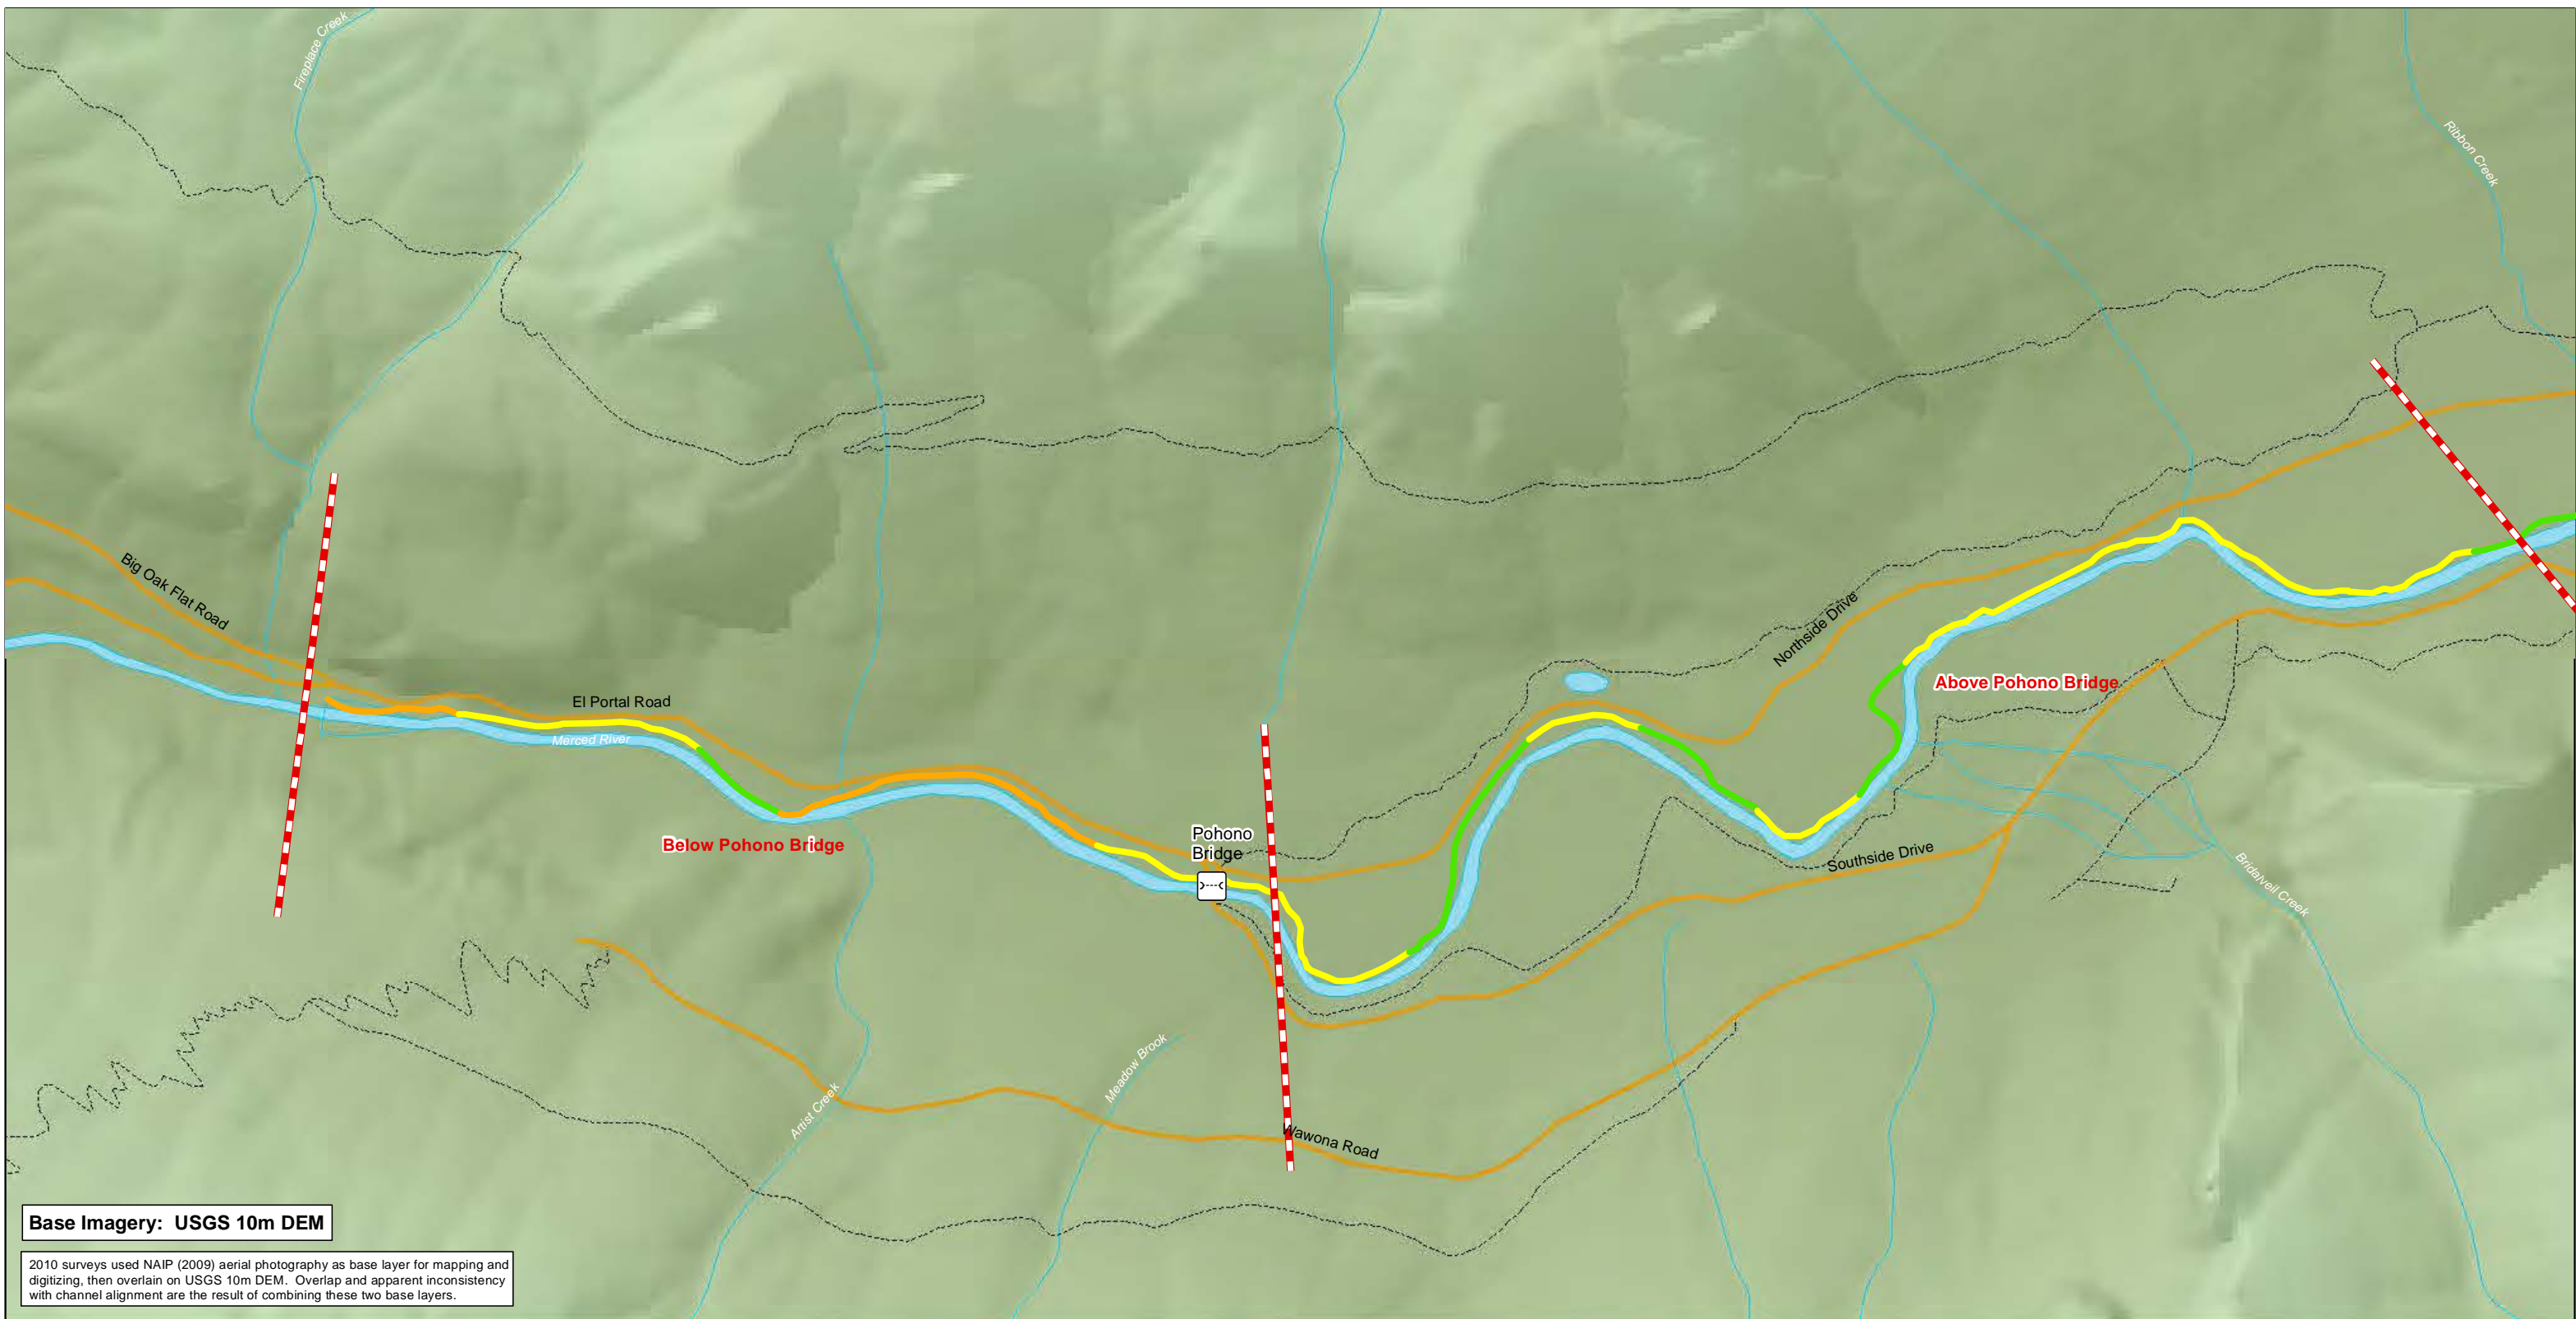 Fireplace Creek
Ribbon Creek
Big Oak Flat Road
Northside Drive
El Portal Road
Merced River
Above Pohono Bridge
Below Pohono Bridge
Pohono
Bridge
Southside Drive
Bridalveil Creek
Meadow Brook
Artist Creek
Wawona Road
Base Imagery: USGS 10m DEM
2010 surveys used NAIP (2009) aerial photography as base layer for mapping and
digitizing, then overlain on USGS 10m DEM. Overlap and apparent inconsistency
with channel alignment are the result of combining these two base layers.